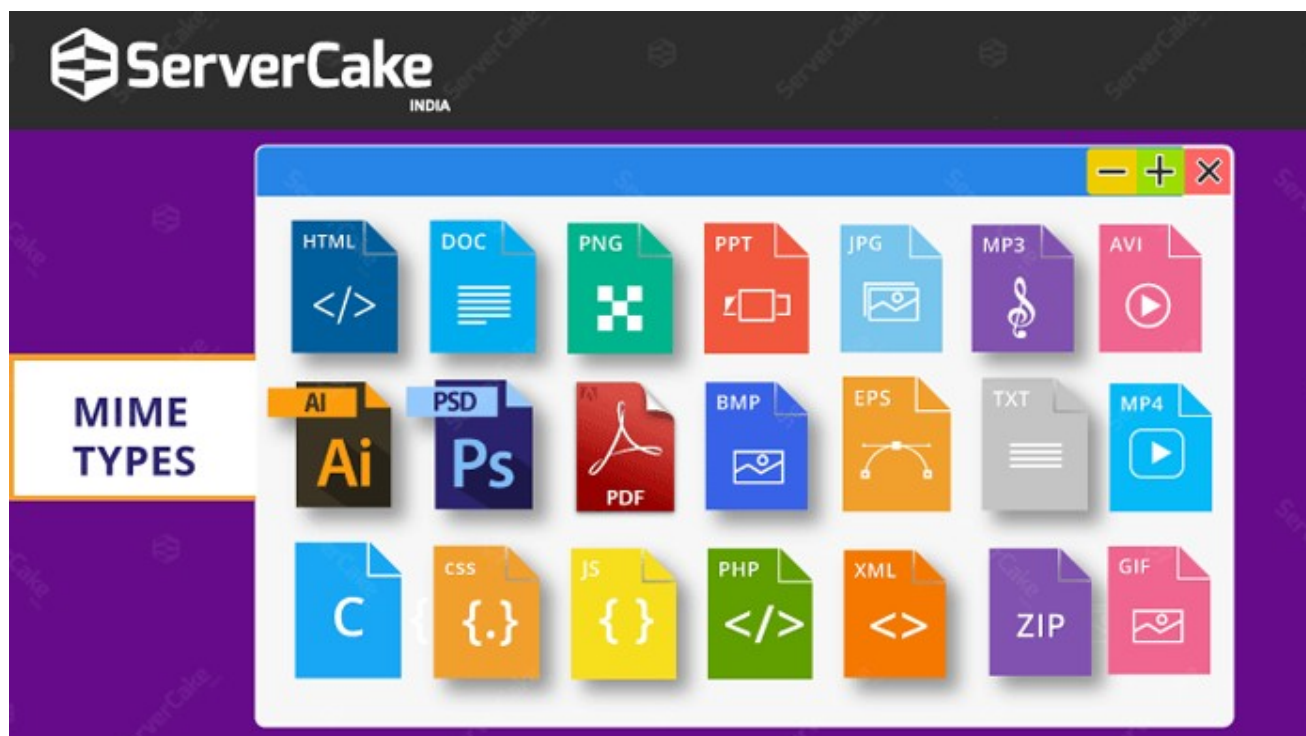 ServerCake
INDIA
HTML DOC PNG PPT JPG MP3 AVI
</>
MIME
TYPES
AI PSD BMP EPS TXT MP4
Ai Ps PDF
CSS JS PHP XML GIF
C { {.} { } </> <> ZIP